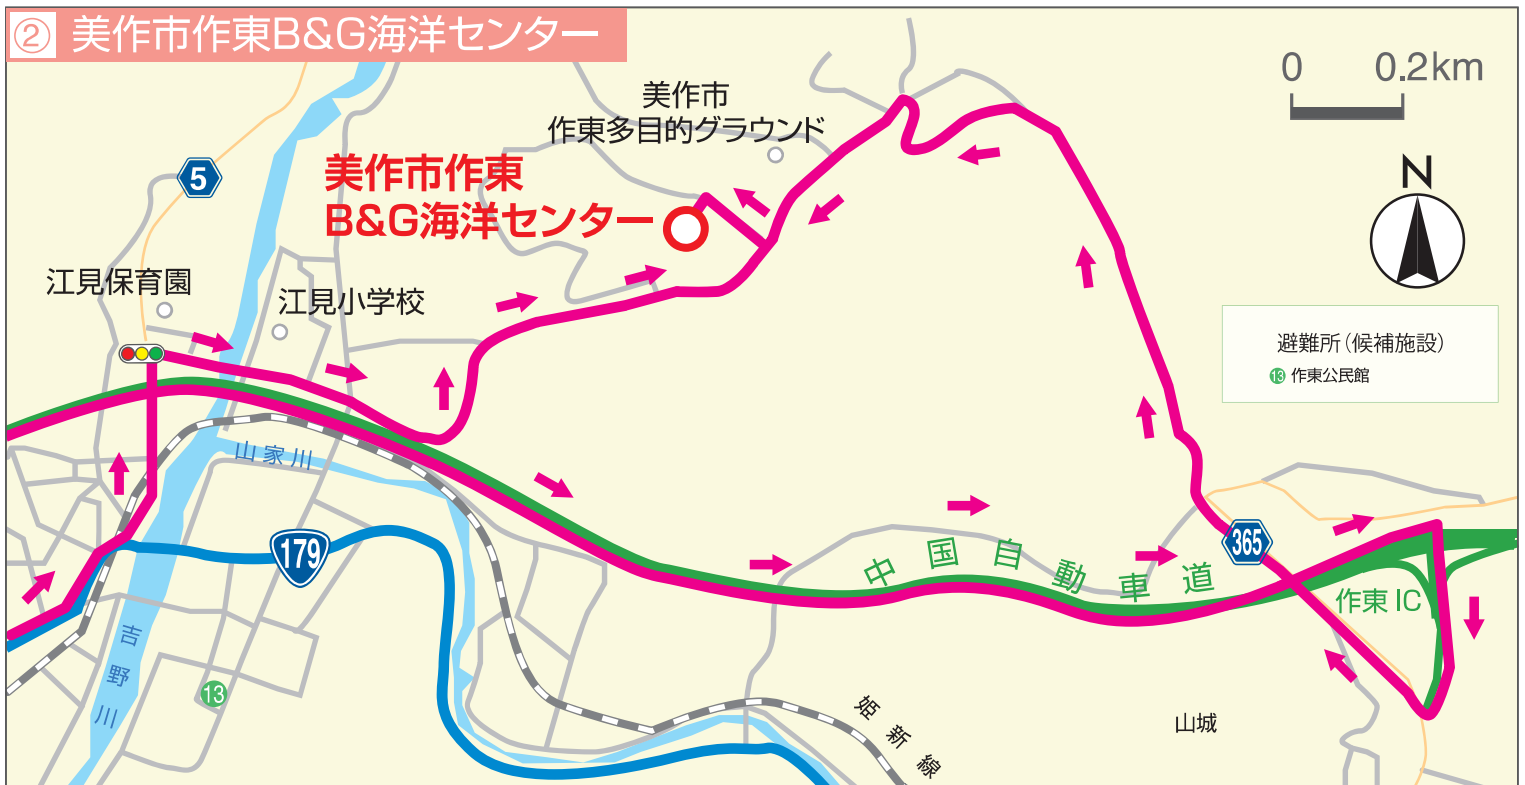 ② 美作市作東B&G海洋センター
0 0.2km
美作市
作東多目的グラウンド
N
5
美作市作東
B&G海洋センター
江見保育園
江見小学校
避難所（候補施設）
13 作東公民館
山家川
365
179
中国自動車道
作東IC
吉野川
13
姫新線
山城